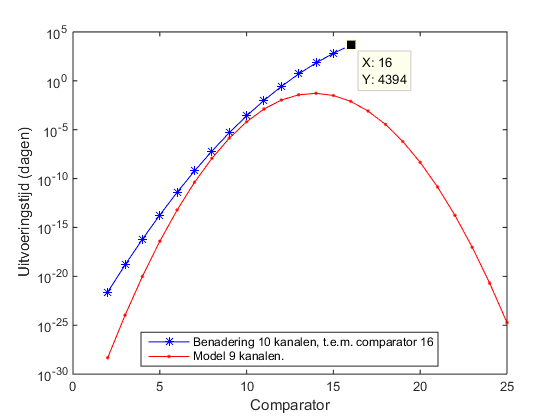 10^5
10^0
10^-5
10^-10
10^-15
10^-20
10^-25
10^-30
Uitvoeringstijd (dagen)
X: 16
Y: 4394
Benadering 10 kanalen, t.e.m. comparator 16
Model 9 kanalen.
0
5
10
15
20
25
Comparator